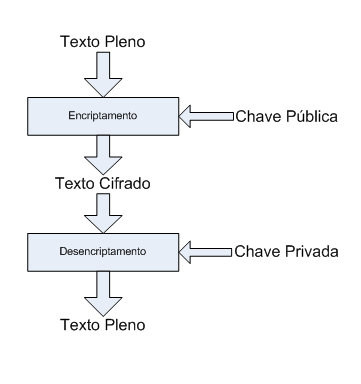 Texto Pleno
Encriptamento
Chave Pública
Texto Cifrado
Desencriptamento
Chave Privada
Texto Pleno